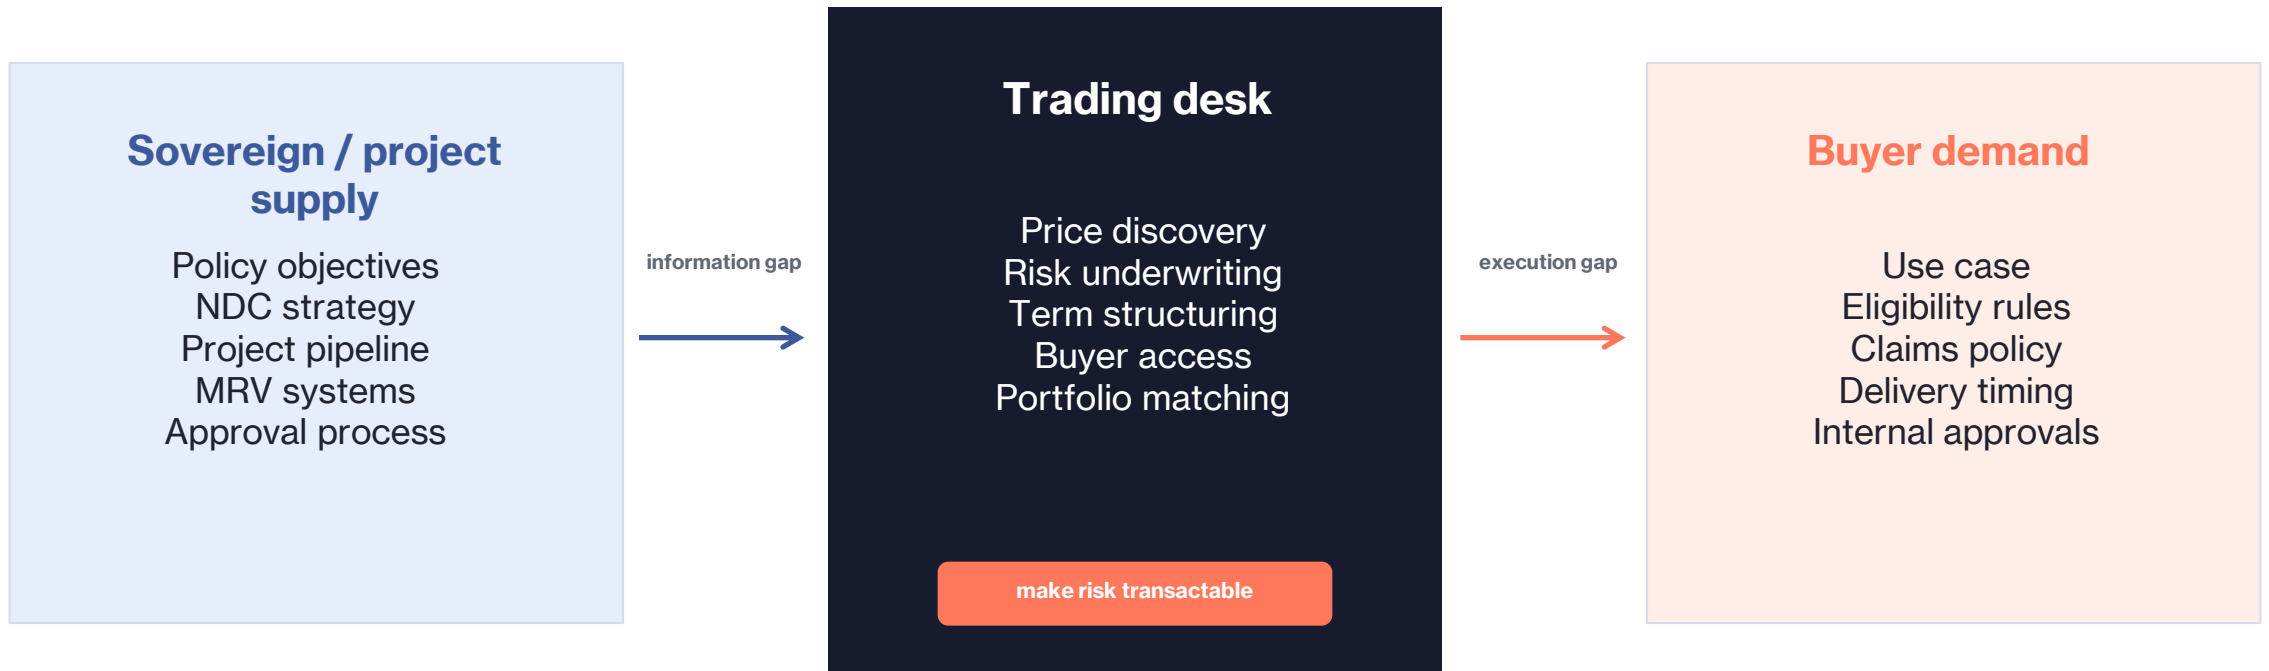 Sovereign / project
supply
Policy objectives
NDC strategy
Project pipeline
MRV systems
Approval process
information gap
Trading desk
Price discovery
Risk underwriting
Term structuring
Buyer access
Portfolio matching
make risk transactable
execution gap
Buyer demand
Use case
Eligibility rules
Claims policy
Delivery timing
Internal approvals